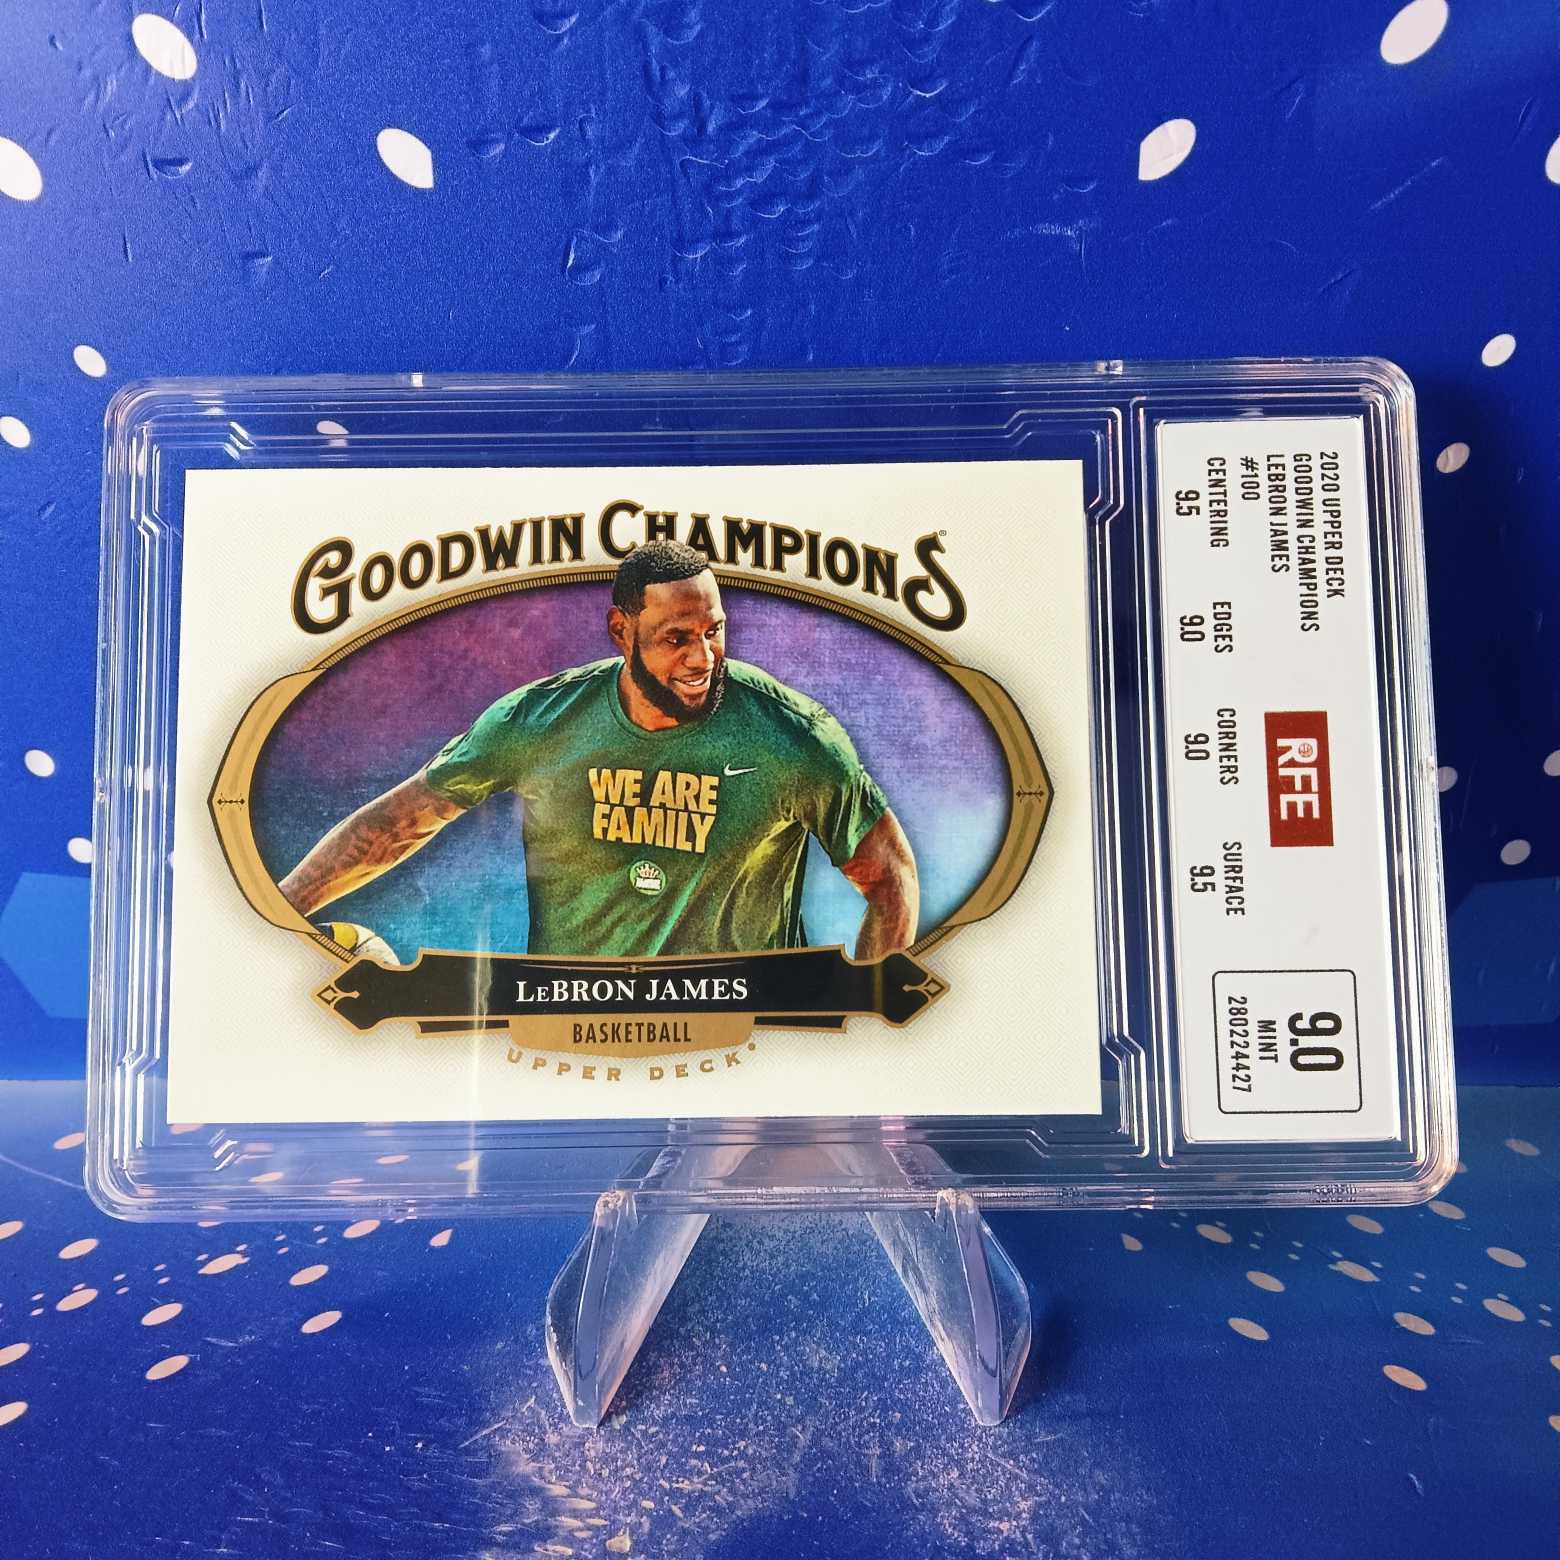 GOODWIN CHAMPIONS®
WE ARE
FAMILY
LEBRON JAMES
BASKETBALL
UPPER DECK®
2020 UPPER DECK
GOODWIN CHAMPIONS
LEBRON JAMES
#100
CENTERING EDGES CORNERS SURFACE
9.5 9.0 9.0 9.5
RFE
9.0
MINT
280224427